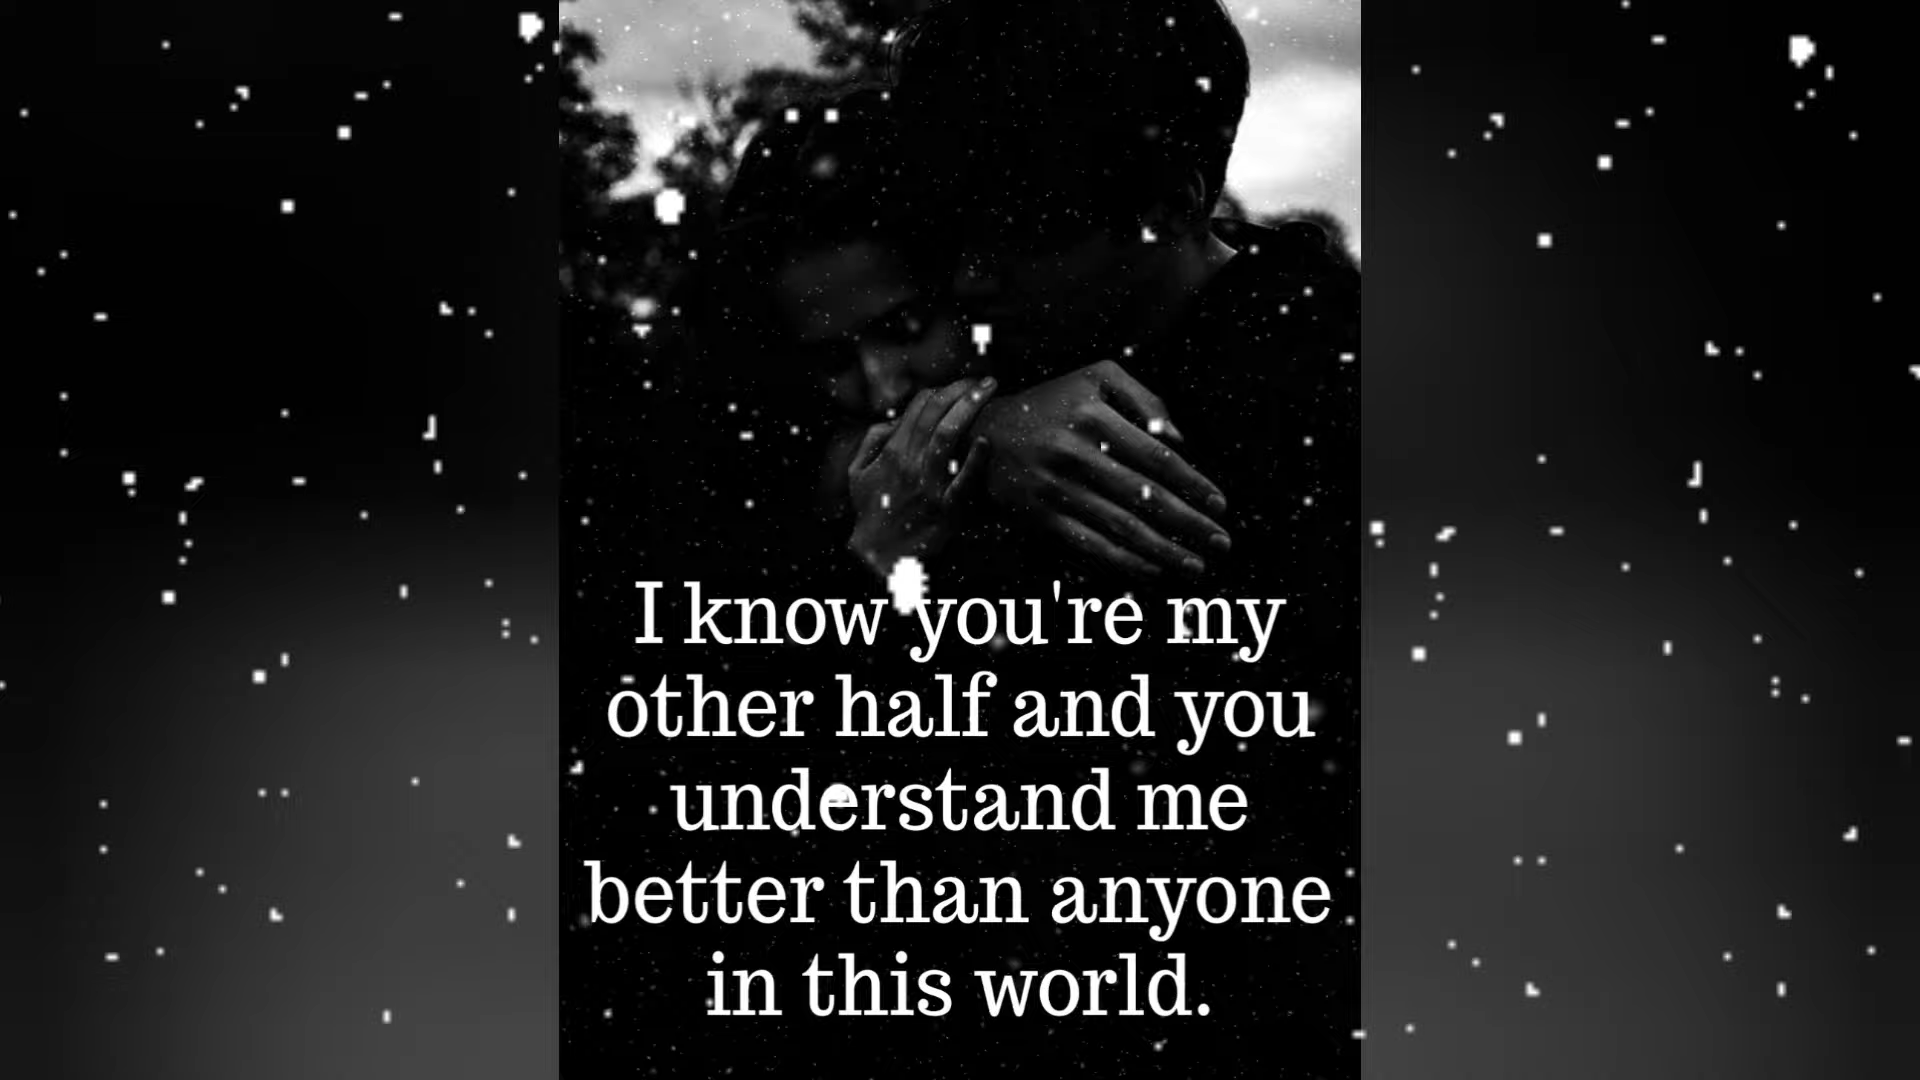 I know you're my
other half and you
understand me
better than anyone
in this world.